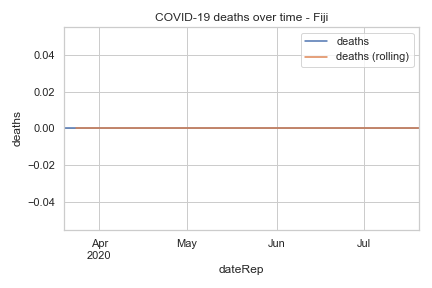 COVID-19 deaths over time - Fiji
deaths
deaths (rolling)
0.04
0.02
0.00
−0.02
−0.04
deaths
Apr
2020
May
Jun
Jul
dateRep